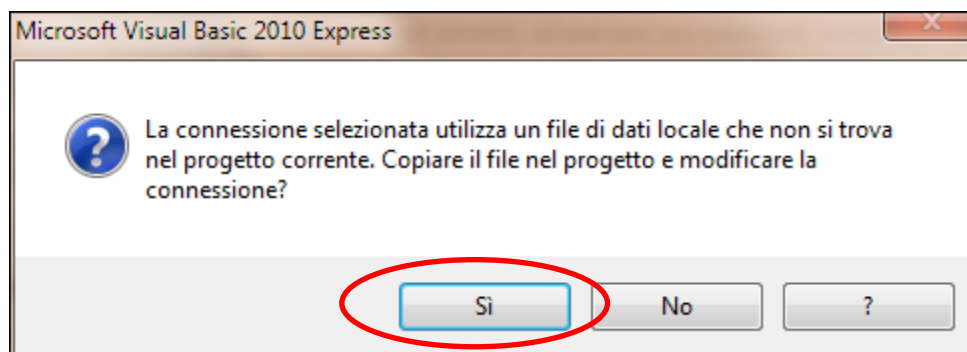 Microsoft Visual Basic 2010 Express
La connessione selezionata utilizza un file di dati locale che non si trova
nel progetto corrente. Copiare il file nel progetto e modificare la
connessione?
Sì No ?